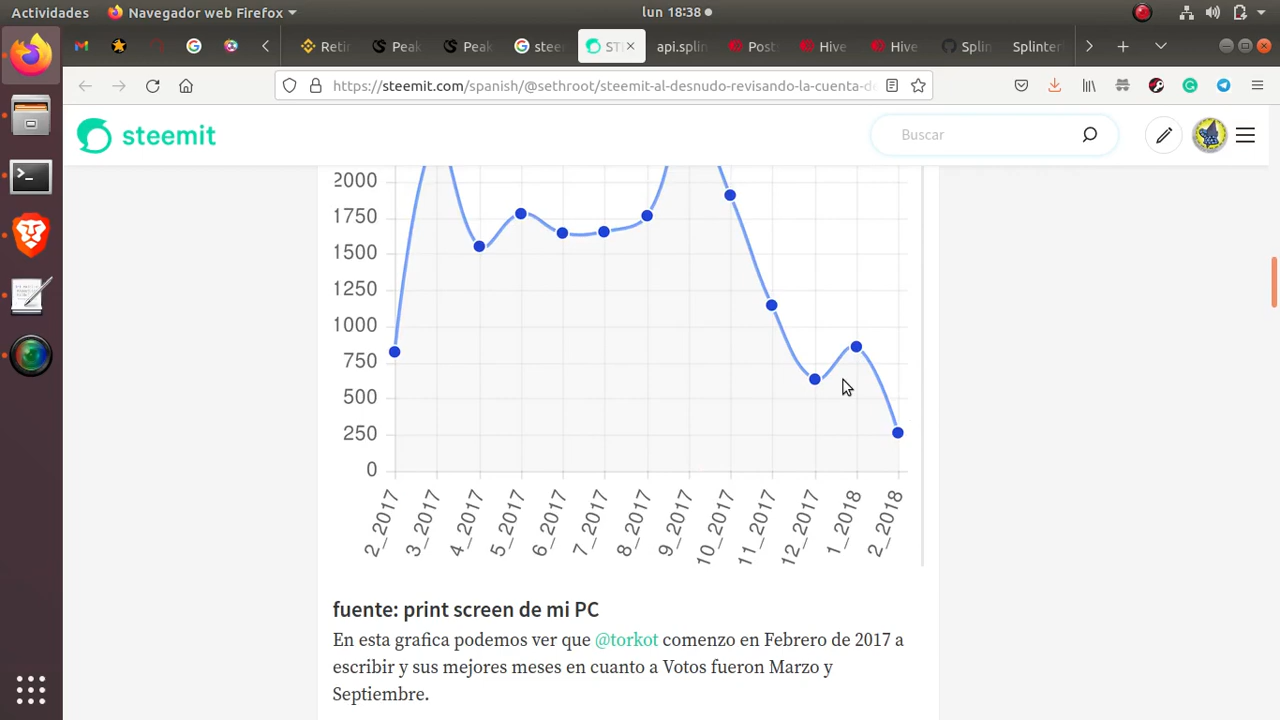 Actividades
Navegador web Firefox
lun 18:38
Reti
Peak
Peak
stee
ST
api.splin
Post
Hive
Hive
Splin
Splinter
https://steemit.com/spanish/@sethroot/steemit-al-desnudo-revisando-la-cuenta-de
steemit
Buscar
2000
1750
1500
1250
1000
750
500
250
0
2_2017
3_2017
4_2017
5_2017
6_2017
7_2017
8_2017
9_2017
10_2017
11_2017
12_2017
1_2018
2_2018
fuente: print screen de mi PC
En esta grafica podemos ver que @torkot comenzo en Febrero de 2017 a
escribir y sus mejores meses en cuanto a Votos fueron Marzo y
Septiembre.